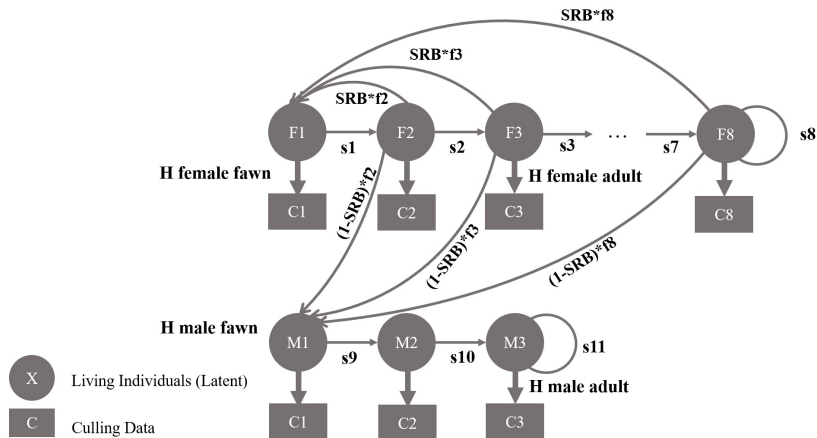 SRB*f8
SRB*f3
SRB*f2
F1
s1
F2
s2
F3
s3
...
s7
F8
s8
H female fawn
H female adult
C1
C2
C3
C8
(1-SRB)*f2
(1-SRB)*f3
(1-SRB)*f8
H male fawn
M1
s9
M2
s10
M3
s11
H male adult
X Living Individuals (Latent)
C1
C2
C3
C Culling Data